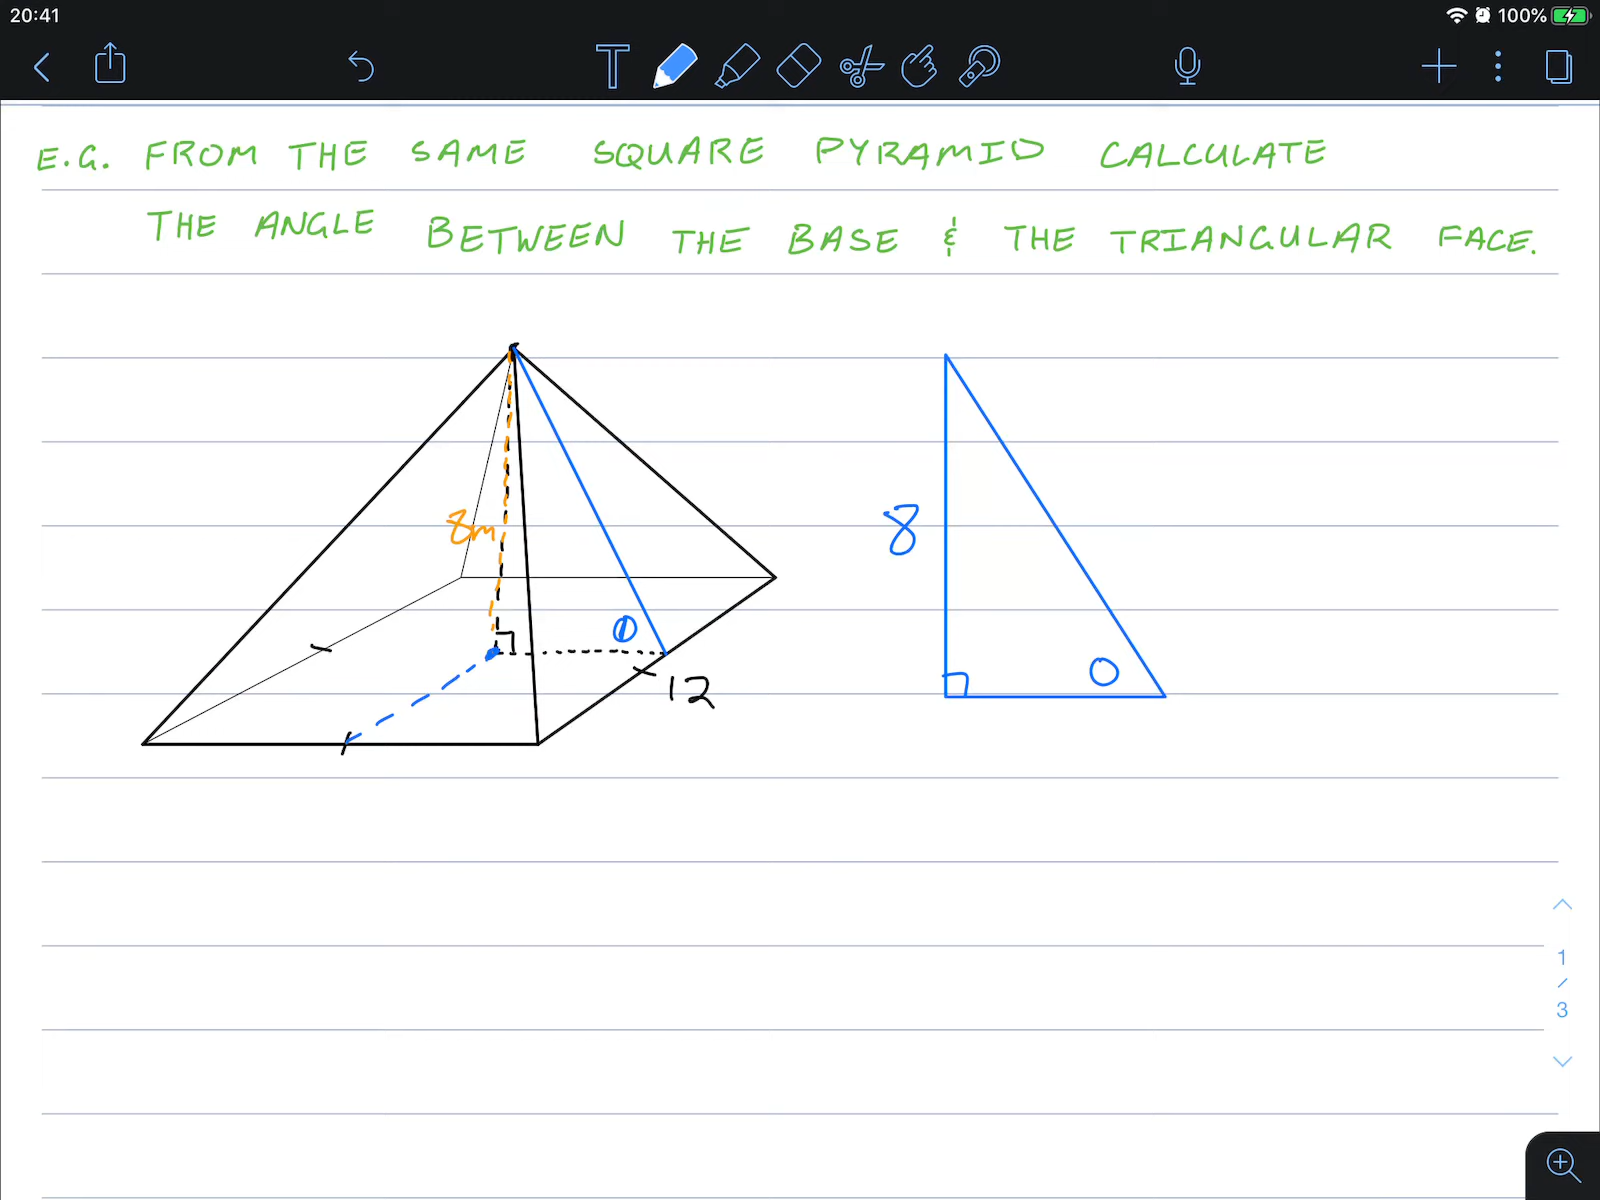 20:41
100%
E.G. FROM THE SAME SQUARE PYRAMID CALCULATE
THE ANGLE BETWEEN THE BASE & THE TRIANGULAR FACE.
8m
12
8
1
/
3